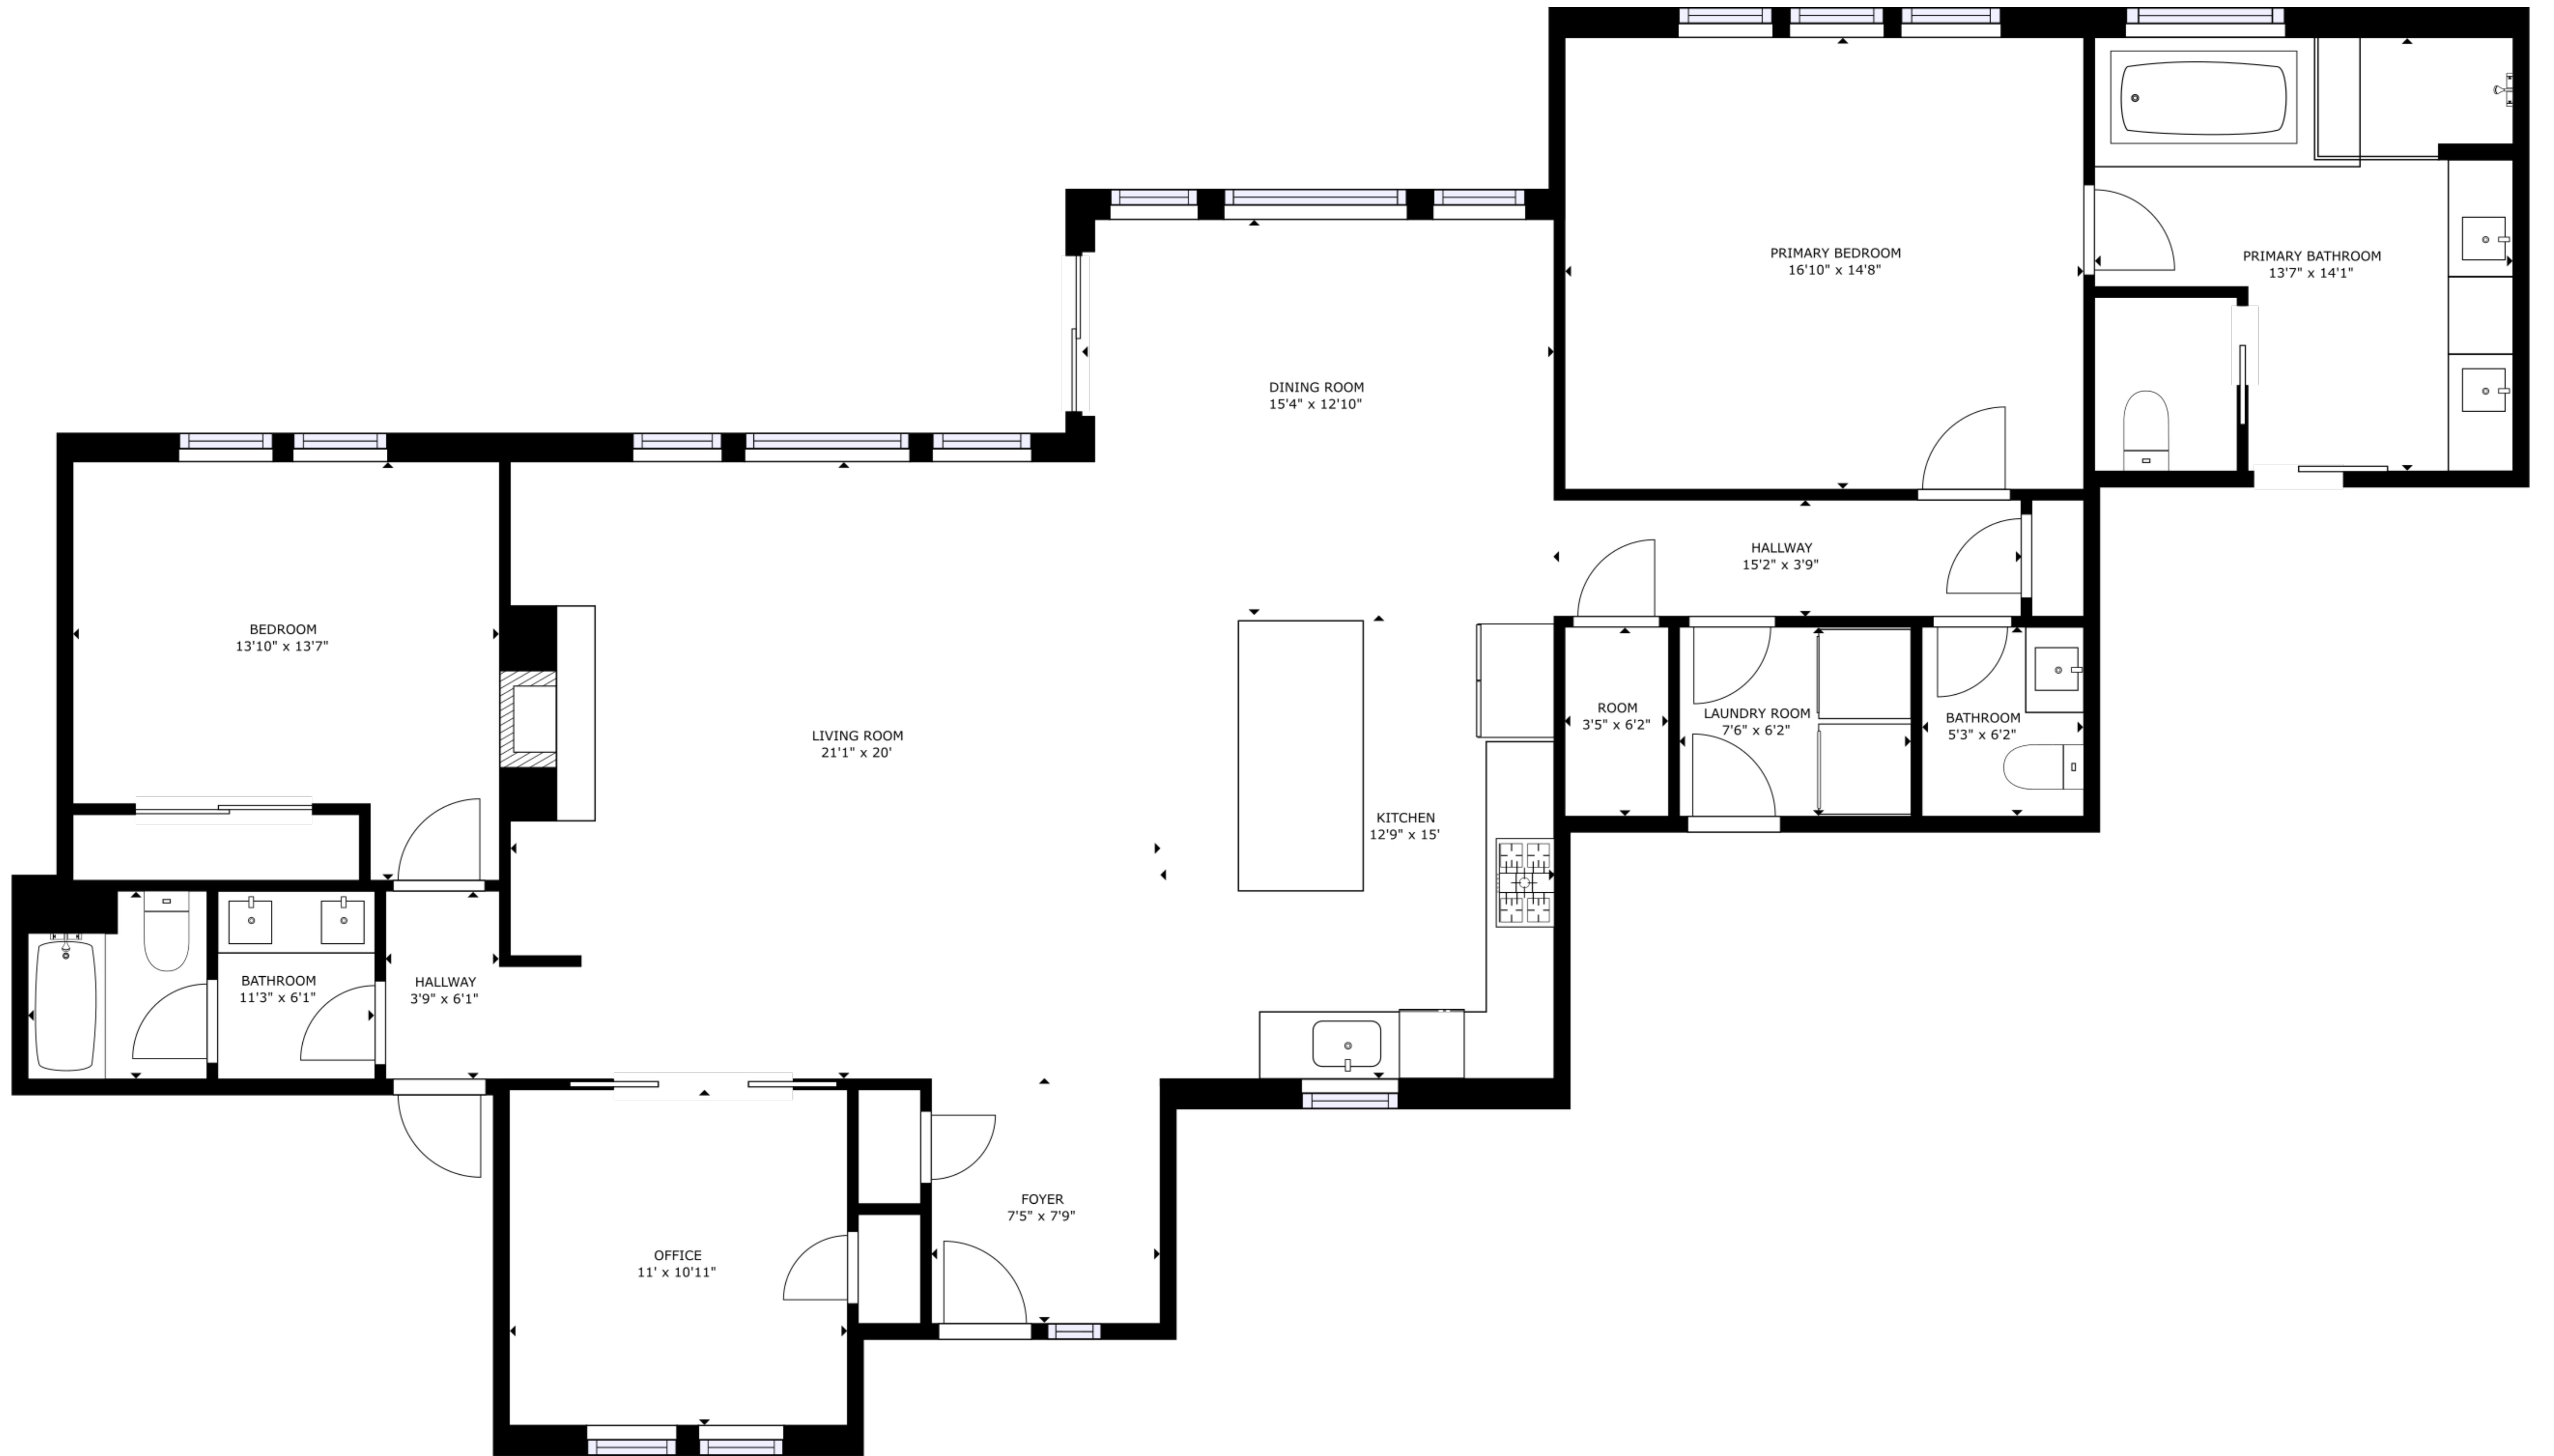 PRIMARY BEDROOM
16'10" x 14'8"
PRIMARY BATHROOM
13'7" x 14'1"
DINING ROOM
15'4" x 12'10"
HALLWAY
15'2" x 3'9"
BEDROOM
13'10" x 13'7"
LIVING ROOM
21'1" x 20'
KITCHEN
12'9" x 15'
ROOM
3'5" x 6'2"
LAUNDRY ROOM
7'6" x 6'2"
BATHROOM
5'3" x 6'2"
BATHROOM
11'3" x 6'1"
HALLWAY
3'9" x 6'1"
FOYER
7'5" x 7'9"
OFFICE
11' x 10'11"